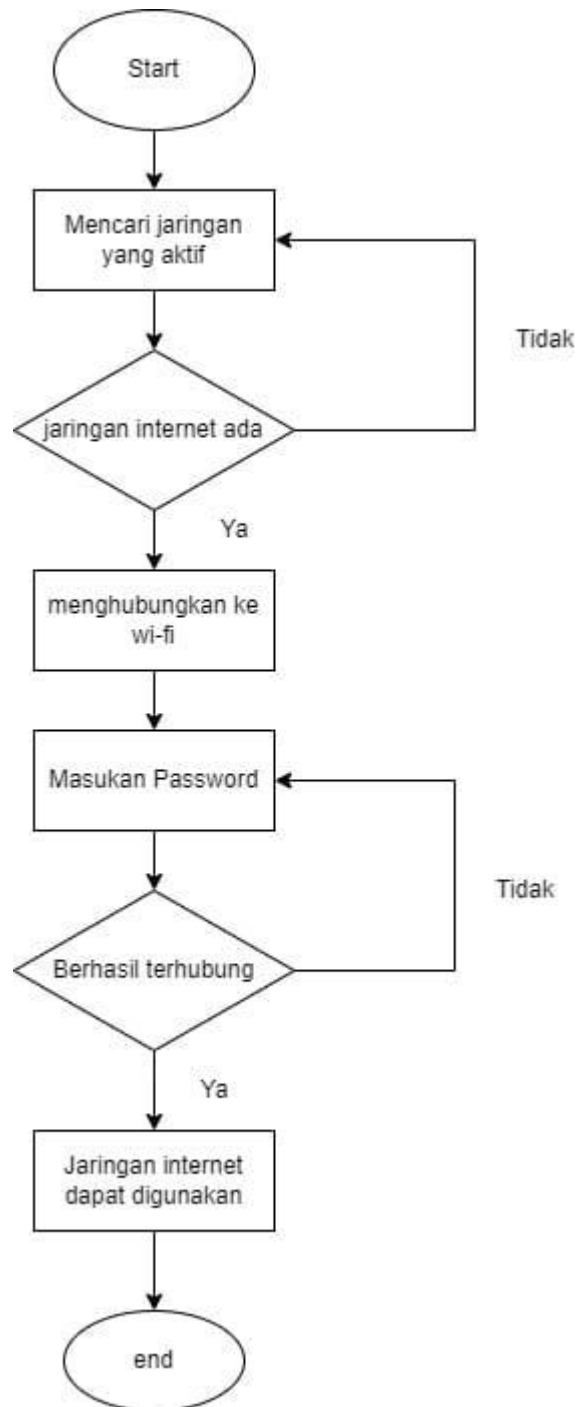 Start
Mencari jaringan
yang aktif
Tidak
jaringan internet ada
Ya
menghubungkan ke
wi-fi
Masukan Password
Tidak
Berhasil terhubung
Ya
Jaringan internet
dapat digunakan
end